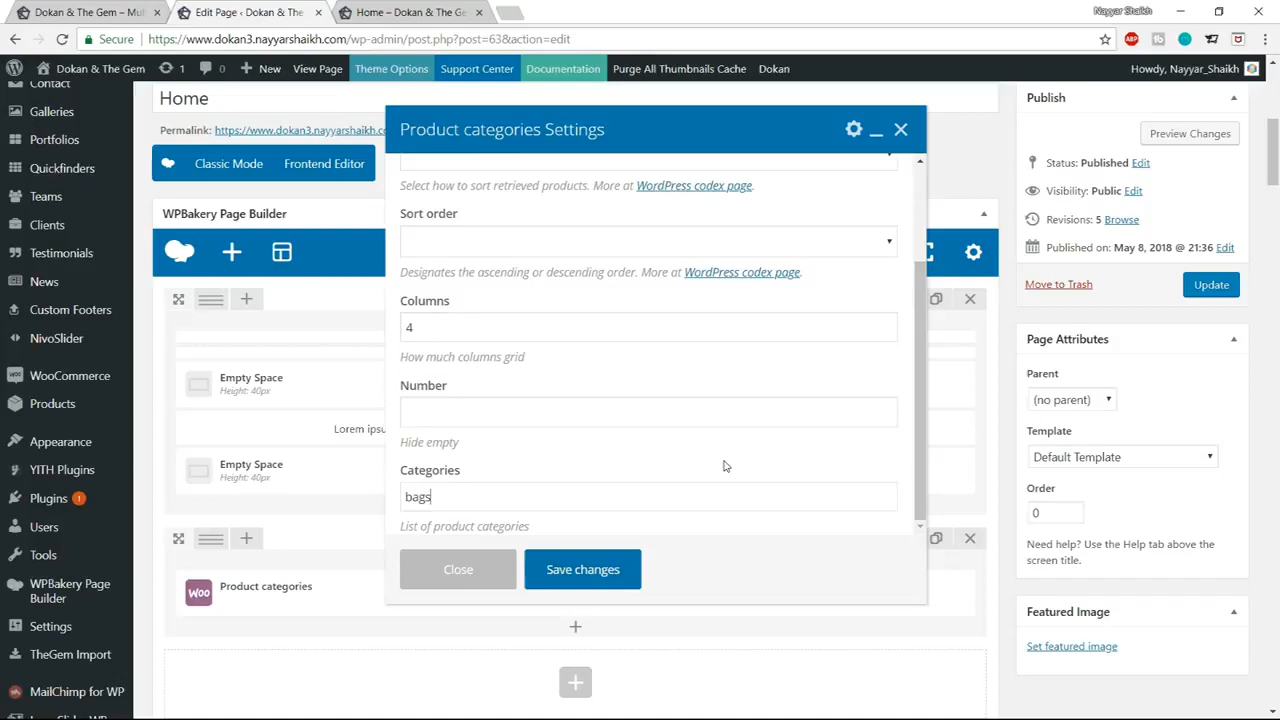 Dokan & The Gem – Mul
Edit Page ‹ Dokan & The
Home – Dokan & The Ge
Nayyar Shaikh
Secure
https://www.dokan3.nayyarshaikh.com/wp-admin/post.php?post=63&action=edit
ABP
Dokan & The Gem
1
0
New
View Page
Theme Options
Support Center
Documentation
Purge All Thumbnails Cache
Dokan
Howdy, Nayyar_Shaikh
Contact
Galleries
Portfolios
Quickfinders
Teams
Clients
Testimonials
News
Custom Footers
NivoSlider
WooCommerce
Products
Appearance
YITH Plugins
Plugins 1
Users
Tools
WPBakery Page
Builder
Settings
TheGem Import
MailChimp for WP
Home
Permalink: https://www.dokan3.nayyarshaikh.co
Classic Mode
Frontend Editor
WPBakery Page Builder
Empty Space
Height: 40px
Lorem ipsu
Empty Space
Height: 40px
Woo
Product categories
Product categories Settings
Select how to sort retrieved products. More at WordPress codex page.
Sort order
Designates the ascending or descending order. More at WordPress codex page.
Columns
4
How much columns grid
Number
Hide empty
Categories
bags
List of product categories
Close
Save changes
Publish
Preview Changes
Status: Published Edit
Visibility: Public Edit
Revisions: 5 Browse
Published on: May 8, 2018 @ 21:36 Edit
Move to Trash
Update
Page Attributes
Parent
(no parent)
Template
Default Template
Order
0
Need help? Use the Help tab above the
screen title.
Featured Image
Set featured image